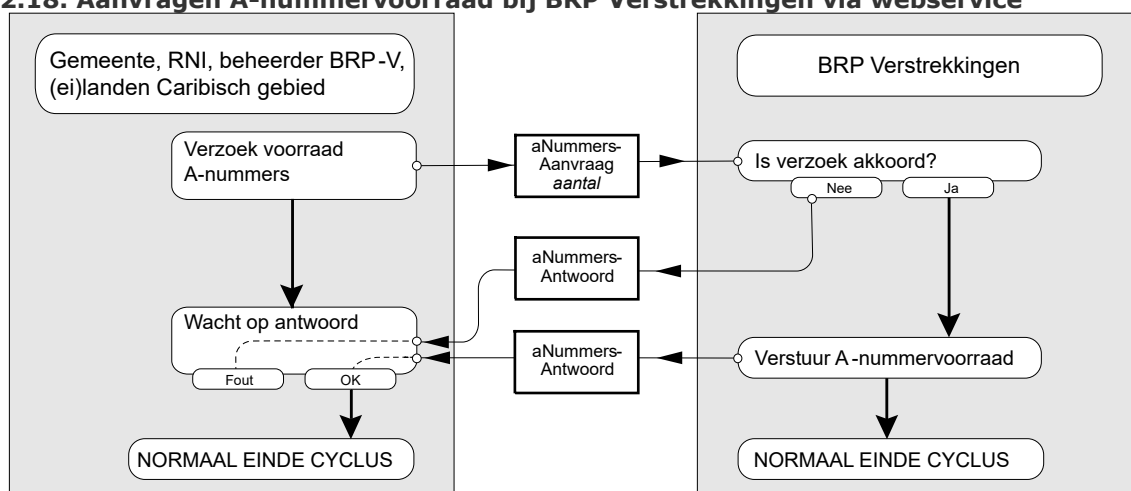 2.18. Aanvragen A-nummervoorraad bij BRP Verstrekkingen via webservice
Gemeente, RNI, beheerder BRP-V,
(ei)landen Caribisch gebied
BRP Verstrekkingen
Verzoek voorraad
A-nummers
aNummers-
Aanvraag
aantal
Is verzoek akkoord?
Nee
Ja
aNummers-
Antwoord
Wacht op antwoord
Fout
OK
aNummers-
Antwoord
Verstuur A-nummervoorraad
NORMAAL EINDE CYCLUS
NORMAAL EINDE CYCLUS